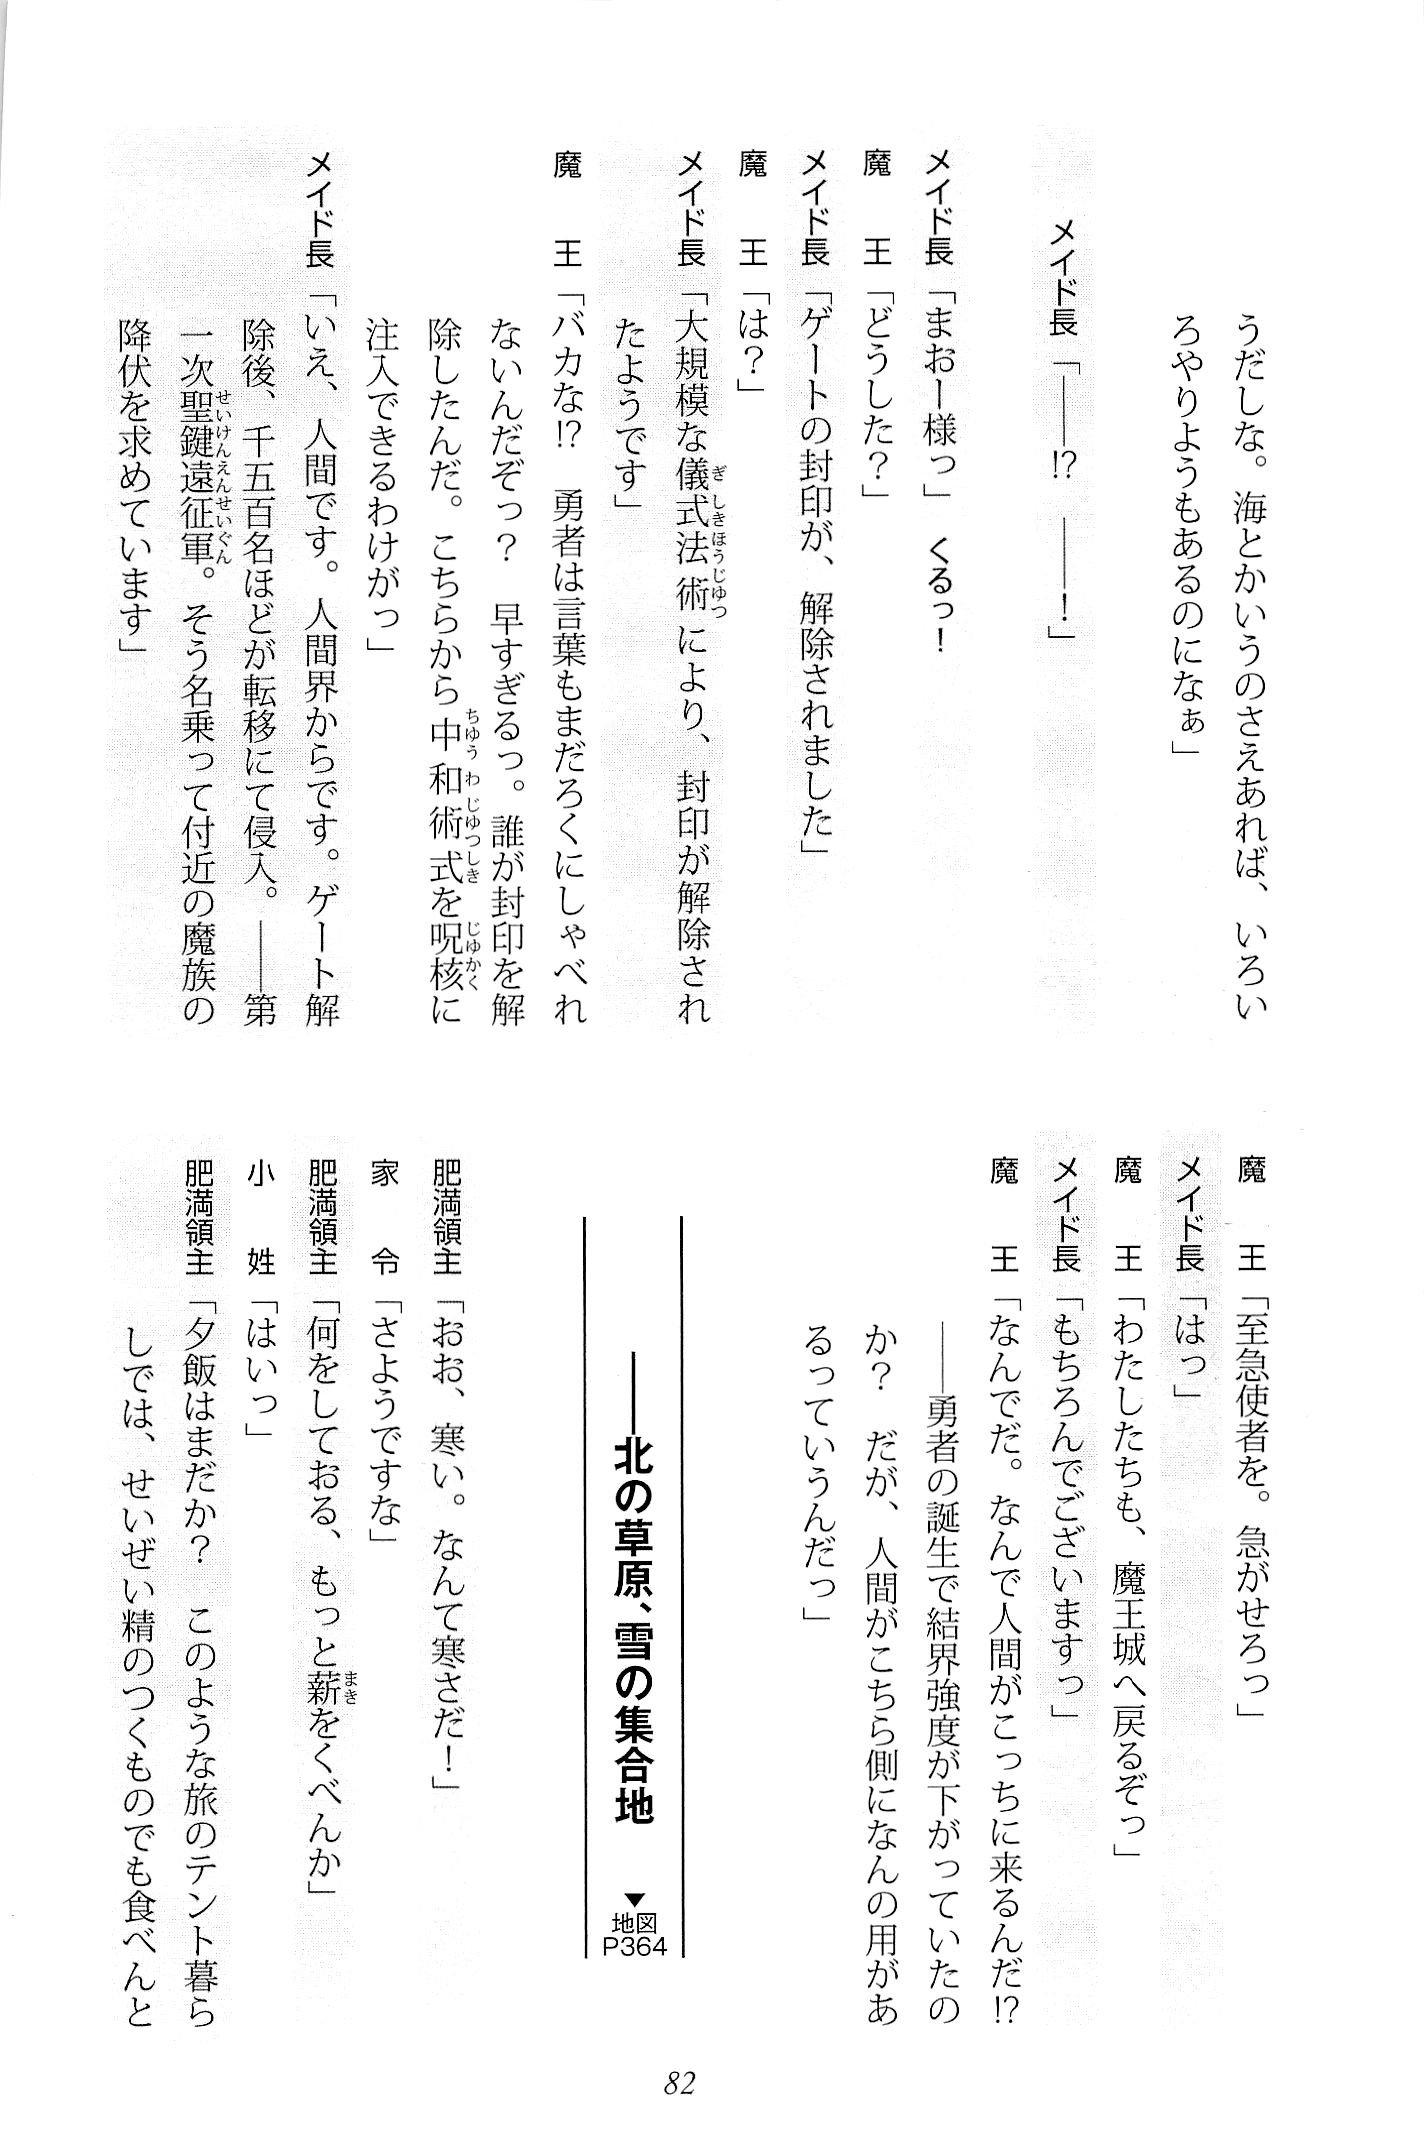 うだしな。海とかいうのさえあれば、いろい
ろやりようもあるのになぁ」
メイド長「――⁉　――！」
メイド長「まおー様っ」　くるっ！
魔　　王「どうした？」
メイド長「ゲートの封印が、解除されました」
魔　　王「は？」
メイド長「大規模な儀式法術により、封印が解除され
たようです」
魔　　王「バカな⁉　勇者は言葉もまだろくにしゃべれ
ないんだぞっ？　早すぎるっ。誰が封印を解
除したんだ。こちらから中和術式を呪核に
注入できるわけがっ」
メイド長「いえ、人間です。人間界からです。ゲート解
除後、千五百名ほどが転移にて侵入。――第
一次聖鍵遠征軍。そう名乗って付近の魔族の
降伏を求めています」
魔　　王「至急使者を。急がせろっ」
メイド長「はっ」
魔　　王「わたしたちも、魔王城へ戻るぞっ」
メイド長「もちろんでございますっ」
魔　　王「なんでだ。なんで人間がこっちに来るんだ⁉
――勇者の誕生で結界強度が下がっていたの
か？　だが、人間がこちら側になんの用があ
るっていうんだっ」
――北の草原、雪の集合地　▼地図P364
肥満領主「おお、寒い。なんて寒さだ！」
家　　令「さようですな」
肥満領主「何をしておる、もっと薪をくべんか」
小　　姓「はいっ」
肥満領主「夕飯はまだか？　このような旅のテント暮ら
しでは、せいぜい精のつくものでも食べんと
82